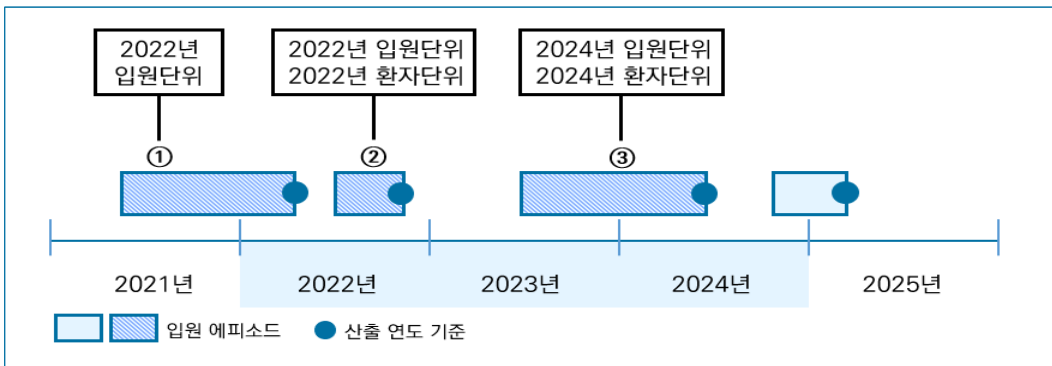 2022년
입원단위
2022년 입원단위
2022년 환자단위
2024년 입원단위
2024년 환자단위
①
②
③
2021년
2022년
2023년
2024년
2025년
입원 에피소드
산출 연도 기준